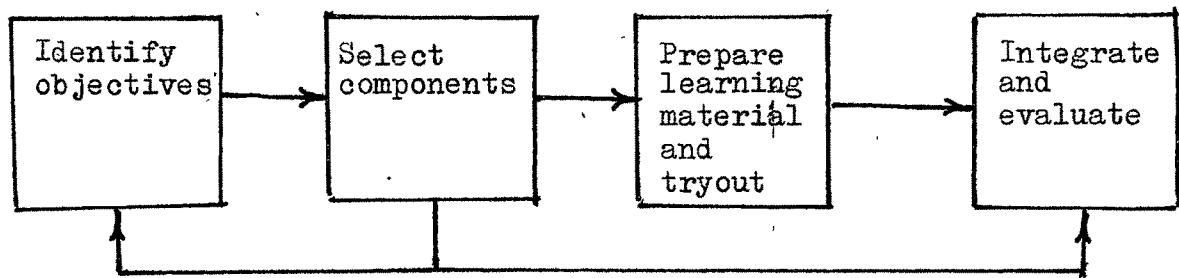 Identify
objectives
Select
components
Prepare
learning
material
and
tryout
Integrate
and
evaluate